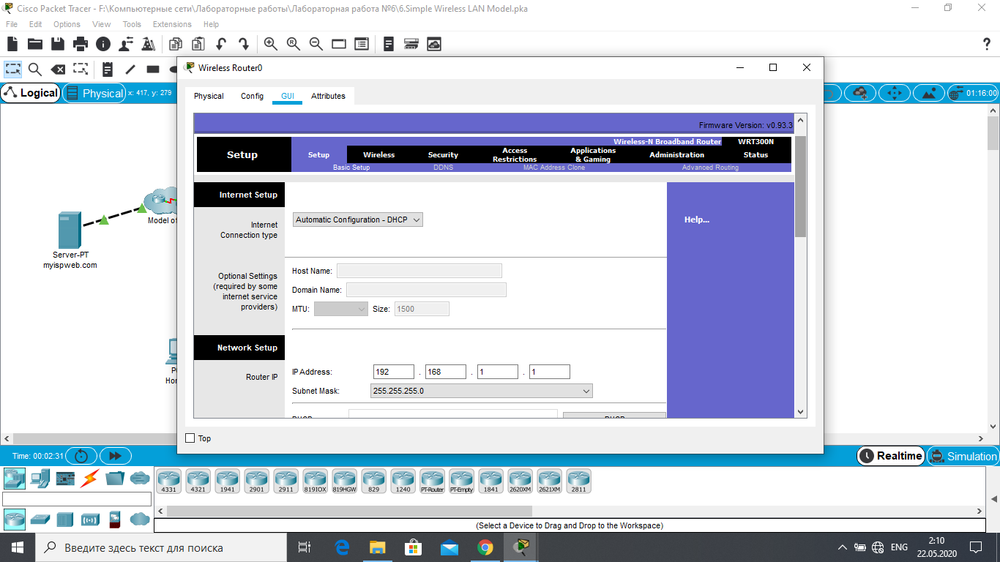 Cisco Packet Tracer - F:\Компьютерные сети\Лабораторные работы\Лабораторная работа №6\6.Simple Wireless LAN Model.pka
File Edit Options View Tools Extensions Help
Wireless Router0
Logical
Physical
x: 417, y: 279
01:16:00
Physical Config GUI Attributes
Firmware Version: v0.93.3
Wireless-N Broadband Router WRT300N
Setup
Setup Wireless Security Access Restrictions Applications & Gaming Administration Status
Basic Setup DDNS MAC Address Clone Advanced Routing
Internet Setup
Internet
Connection type
Automatic Configuration - DHCP
Help...
Optional Settings
(required by some
internet service
providers)
Host Name:
Domain Name:
MTU: Size: 1500
Network Setup
Router IP
IP Address: 192 . 168 . 1 . 1
Subnet Mask: 255.255.255.0
DHCP DHCP
Top
Model of
Server-PT
myispweb.com
Time: 00:02:31
Realtime
Simulation
4331 4321 1941 2901 2911 819IOX 819HGW 829 1240 PT-Router PT-Empty 1841 2620XM 2621XM 2811
(Select a Device to Drag and Drop to the Workspace)
Введите здесь текст для поиска
ENG
2:10
22.05.2020